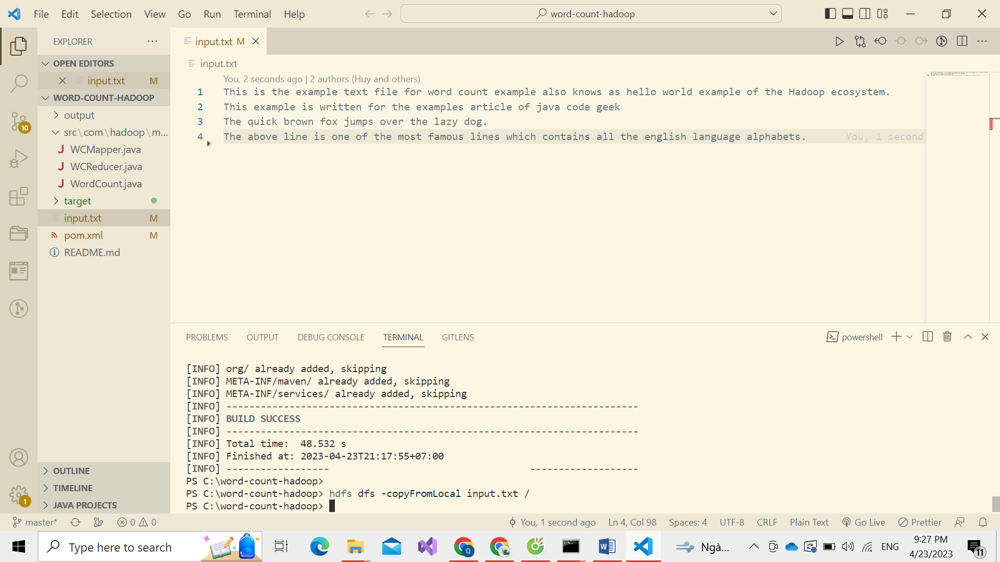 File Edit Selection View Go Run Terminal Help
word-count-hadoop
EXPLORER
OPEN EDITORS
input.txt M
WORD-COUNT-HADOOP
output
src\com\hadoop\m...
WCMapper.java
WCReducer.java
WordCount.java
target
input.txt M
pom.xml M
README.md
OUTLINE
TIMELINE
JAVA PROJECTS
10
1
input.txt M
input.txt
You, 2 seconds ago | 2 authors (Huy and others)
1 This is the example text file for word count example also knows as hello world example of the Hadoop ecosystem.
2 This example is written for the examples article of java code geek
3 The quick brown fox jumps over the lazy dog.
4 The above line is one of the most famous lines which contains all the english language alphabets. You, 1 second
PROBLEMS OUTPUT DEBUG CONSOLE TERMINAL GITLENS
powershell
[INFO] org/ already added, skipping
[INFO] META-INF/maven/ already added, skipping
[INFO] META-INF/services/ already added, skipping
[INFO] ------------------------------------------------------------------------
[INFO] BUILD SUCCESS
[INFO] ------------------------------------------------------------------------
[INFO] Total time:  48.532 s
[INFO] Finished at: 2023-04-23T21:17:55+07:00
[INFO] ------------------                                   -------------------
PS C:\word-count-hadoop>
PS C:\word-count-hadoop> hdfs dfs -copyFromLocal input.txt /
PS C:\word-count-hadoop>
master* 0 0 You, 1 second ago Ln 4, Col 98 Spaces: 4 UTF-8 CRLF Plain Text Go Live Prettier
Type here to search
Ngà...
ENG
9:27 PM
4/23/2023
11